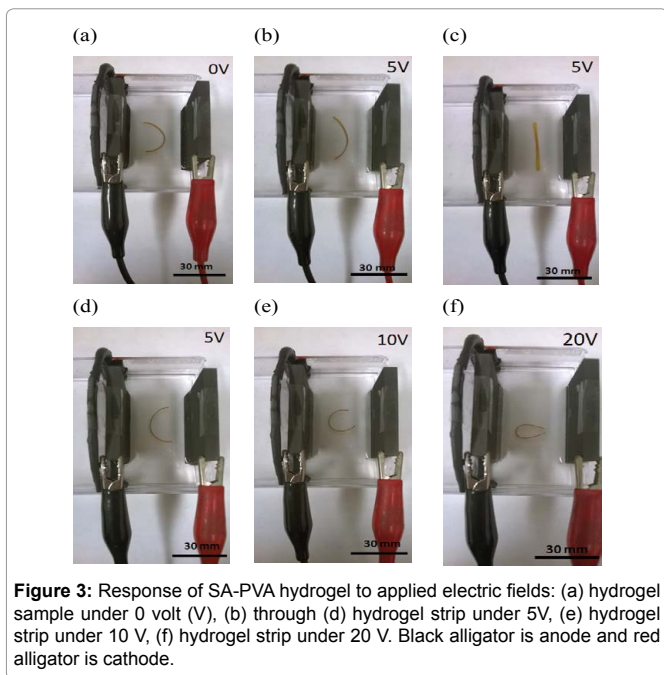 (a)
(b)
(c)
0V
5V
5V
30 mm
30 mm
30 mm
(d)
(e)
(f)
5V
10V
20V
30 mm
30 mm
30 mm
Figure 3: Response of SA-PVA hydrogel to applied electric fields: (a) hydrogel
sample under 0 volt (V), (b) through (d) hydrogel strip under 5V, (e) hydrogel
strip under 10 V, (f) hydrogel strip under 20 V. Black alligator is anode and red
alligator is cathode.